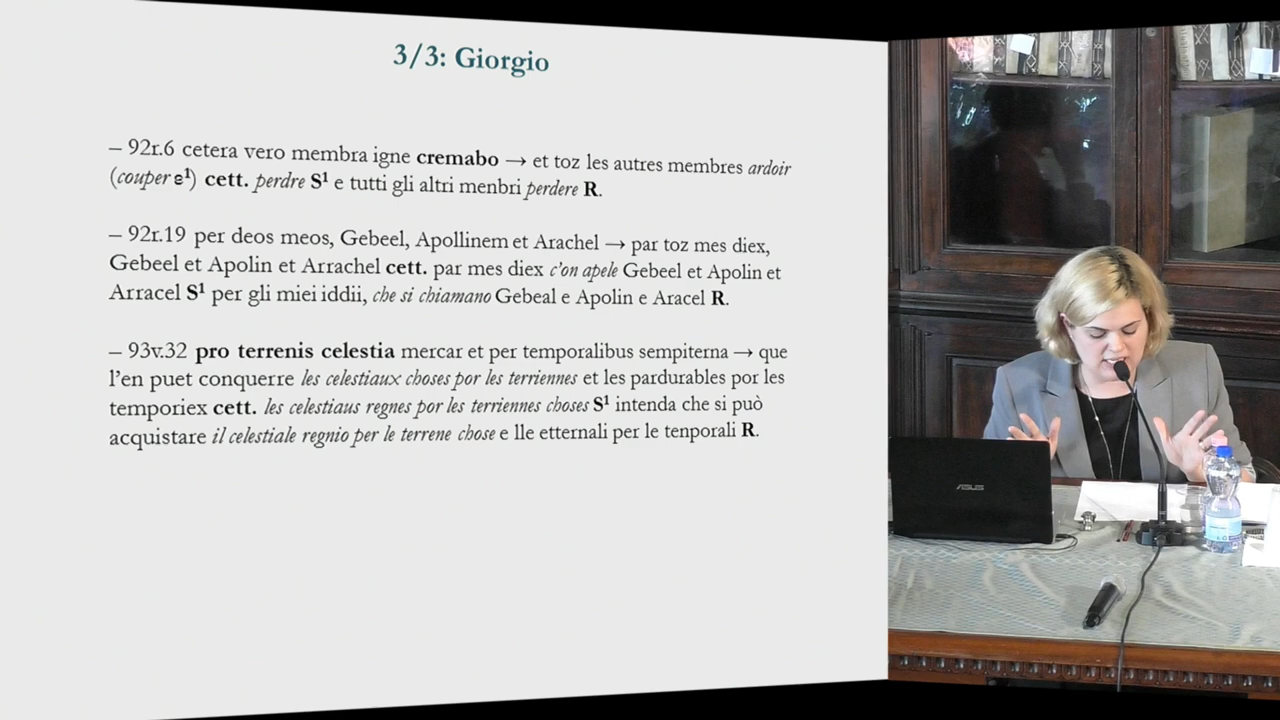 3/3: Giorgio
– 92r.6 cetera vero membra igne cremabo → et toz les autres membres ardoir
(couper ε¹) cett. perdre S¹ e tutti gli altri menbri perdere R.
– 92r.19 per deos meos, Gebeel, Apollinem et Arachel → par toz mes diex,
Gebeel et Apolin et Arrachel cett. par mes diex c’on apele Gebeel et Apolin et
Arracel S¹ per gli miei iddii, che si chiamano Gebeal e Apolin e Aracel R.
– 93v.32 pro terrenis celestia mercar et per temporalibus sempiterna → que
l’en puet conquerre les celestiaux choses por les terriennes et les pardurables por les
temporiex cett. les celestiaus regnes por les terriennes choses S¹ intenda che si può
acquistare il celestiale regnio per le terrene chose e lle etternali per le tenporali R.
ASUS